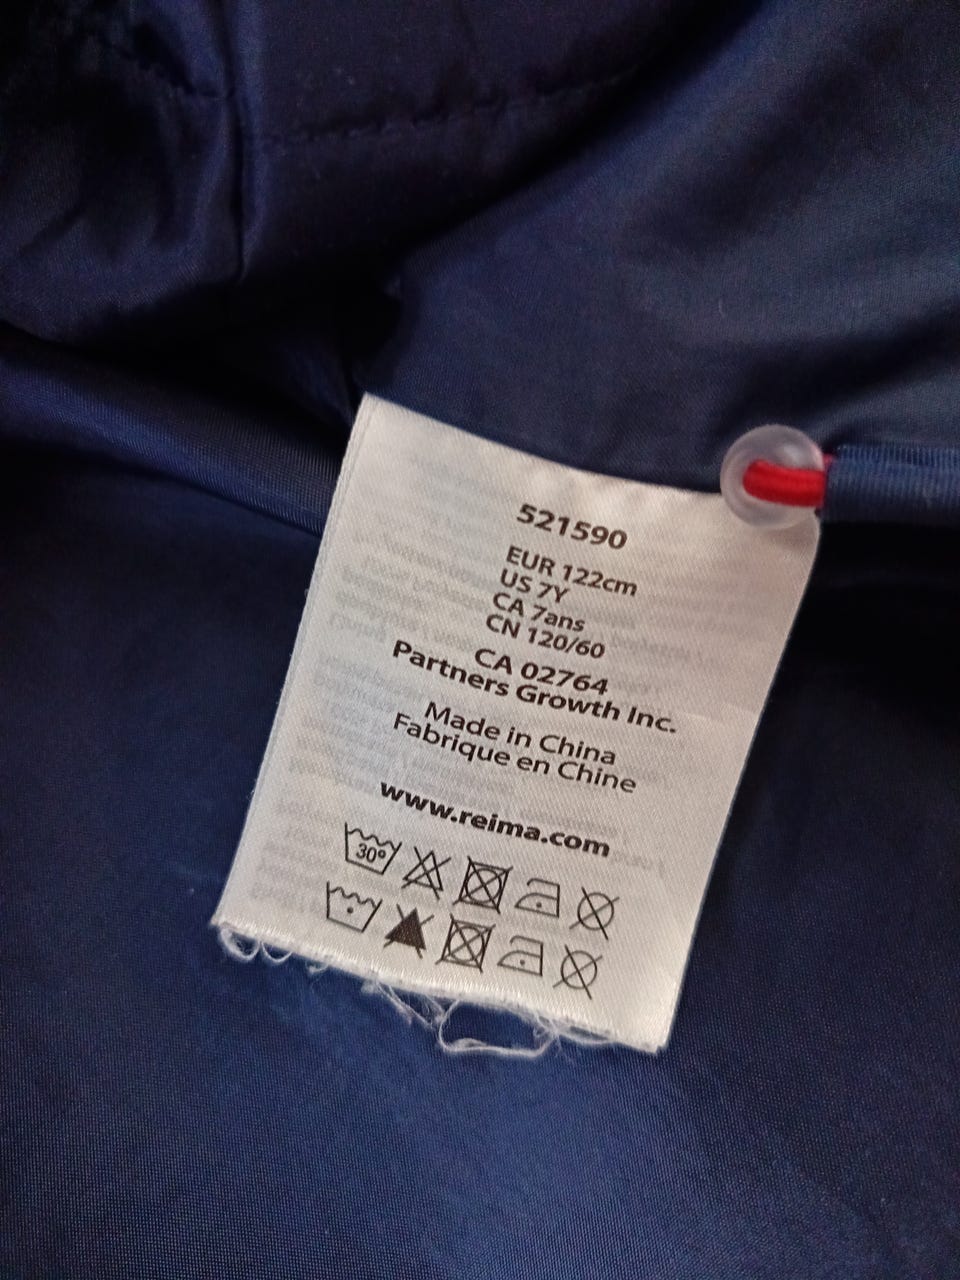 521590
EUR 122cm
US 7Y
CA 7ans
CN 120/60
CA 02764
Partners Growth Inc.
Made in China
Fabrique en Chine
www.reima.com
30°